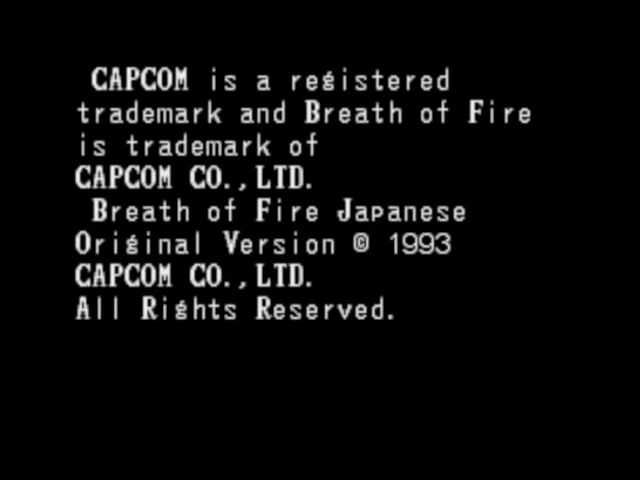 CAPCOM is a registered
trademark and Breath of Fire
is trademark of
CAPCOM CO.,LTD.
Breath of Fire Japanese
Original Version © 1993
CAPCOM CO.,LTD.
All Rights Reserved.